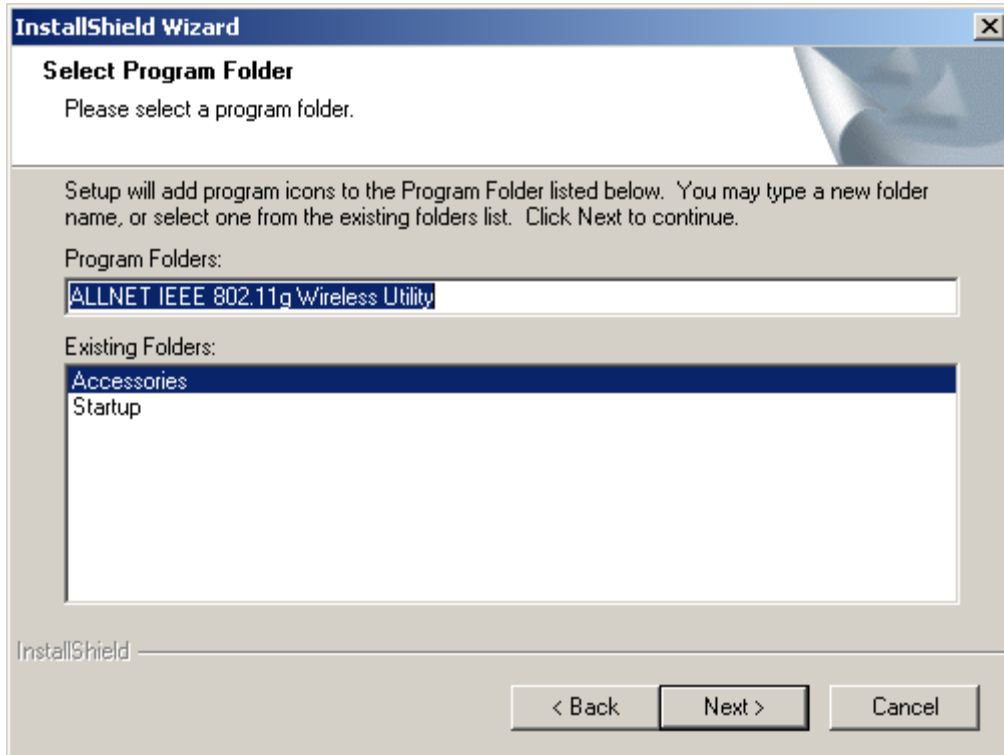 InstallShield Wizard
Select Program Folder
Please select a program folder.
Setup will add program icons to the Program Folder listed below.  You may type a new folder
name, or select one from the existing folders list.  Click Next to continue.
Program Folders:
ALLNET IEEE 802.11g Wireless Utility
Existing Folders:
Accessories
Startup
InstallShield
< Back
Next >
Cancel